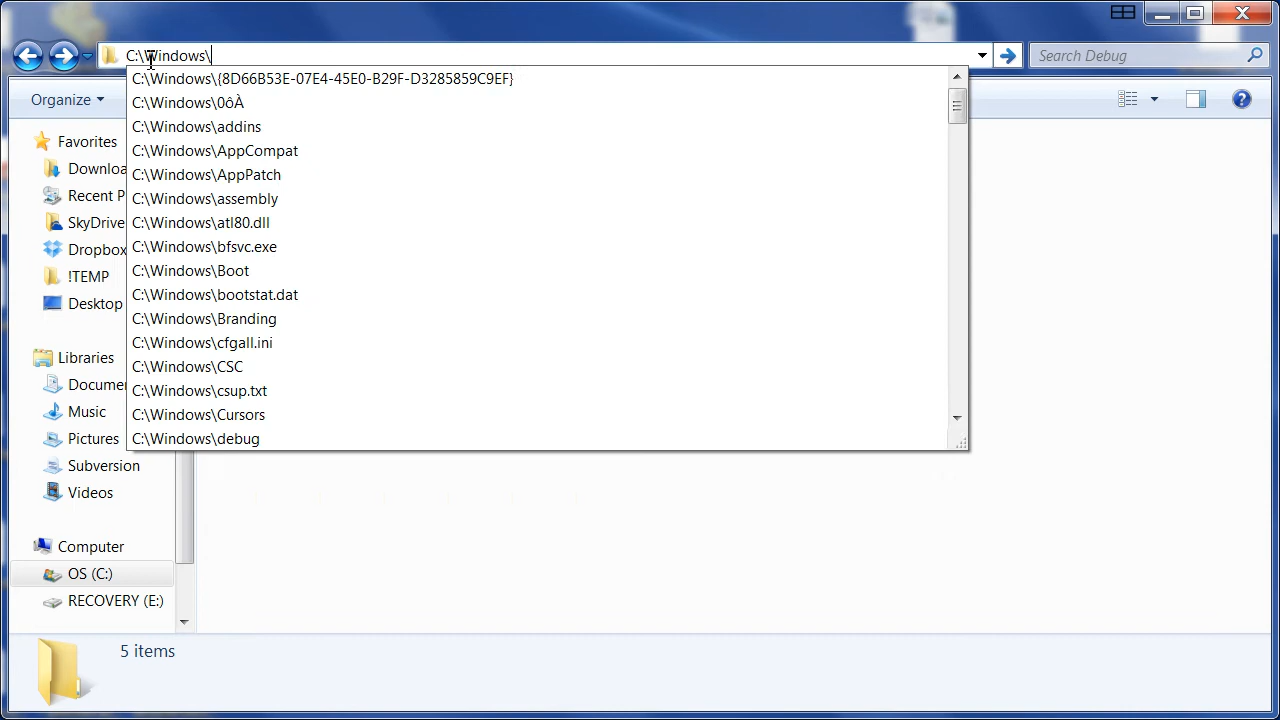 C:\Windows\
Search Debug
C:\Windows\{8D66B53E-07E4-45E0-B29F-D3285859C9EF}
C:\Windows\0ôÀ
C:\Windows\addins
C:\Windows\AppCompat
C:\Windows\AppPatch
C:\Windows\assembly
C:\Windows\atl80.dll
C:\Windows\bfsvc.exe
C:\Windows\Boot
C:\Windows\bootstat.dat
C:\Windows\Branding
C:\Windows\cfgall.ini
C:\Windows\CSC
C:\Windows\csup.txt
C:\Windows\Cursors
C:\Windows\debug
Organize
Favorites
Downloa
Recent P
SkyDrive
Dropbox
!TEMP
Desktop
Libraries
Docume
Music
Pictures
Subversion
Videos
Computer
OS (C:)
RECOVERY (E:)
5 items